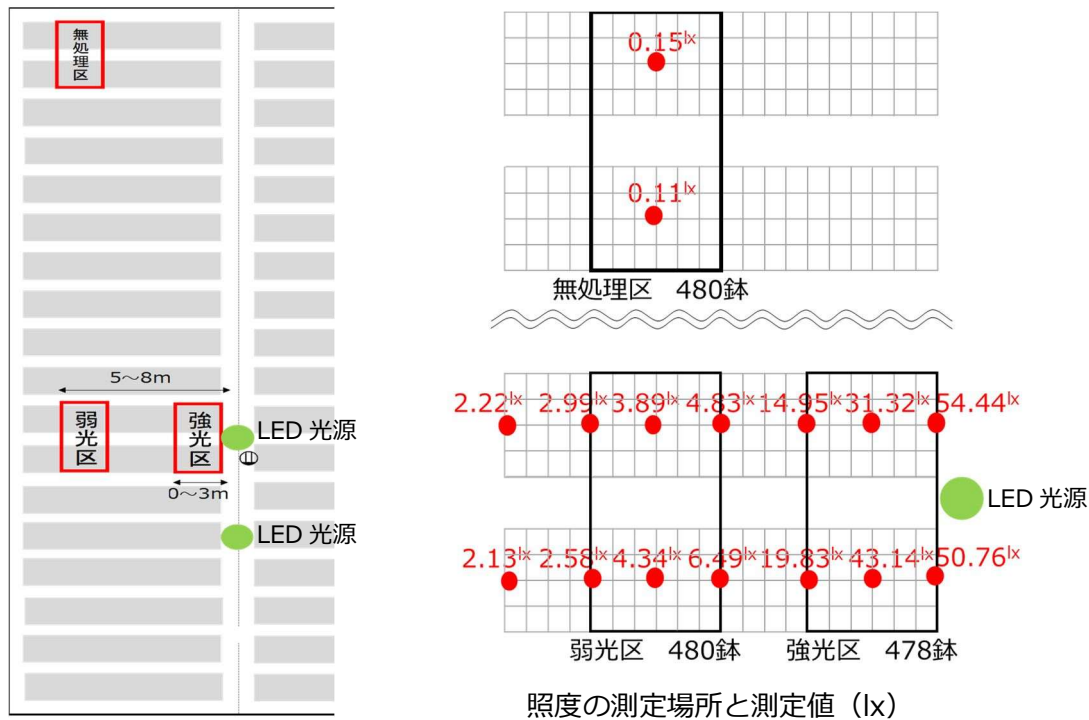 無処理区
5～8m
弱光区
強光区
LED 光源
0～3m
LED 光源
0.15lx
0.11lx
無処理区 480鉢
2.22lx 2.99lx 3.89lx 4.83lx 14.95lx 31.32lx 54.44lx
LED 光源
2.13lx 2.58lx 4.34lx 6.49lx 19.83lx 43.14lx 50.76lx
弱光区 480鉢 強光区 478鉢
照度の測定場所と測定値（lx）